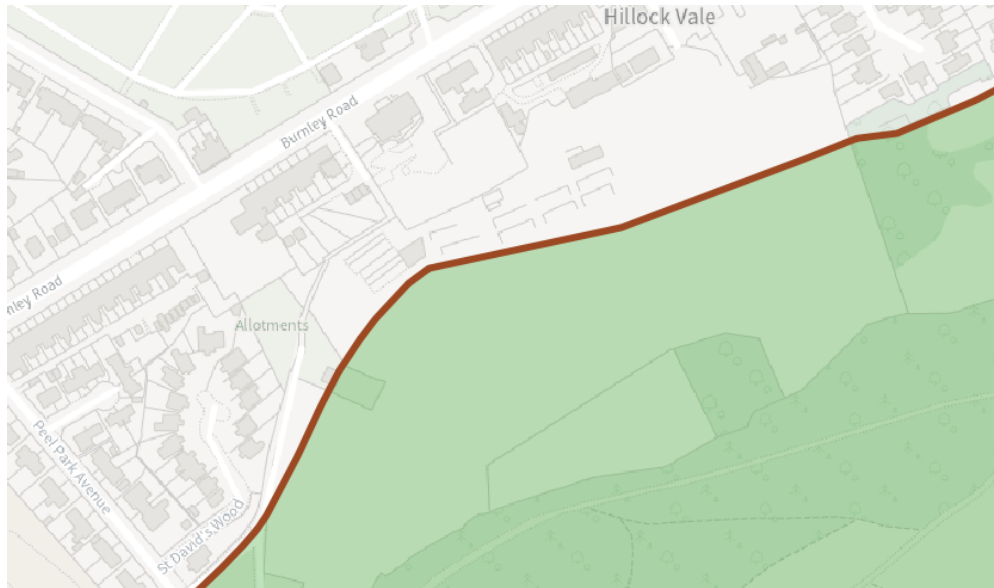 Hillock Vale
Burnley Road
nley Road
Allotments
Peel Park Avenue
St David's Wood